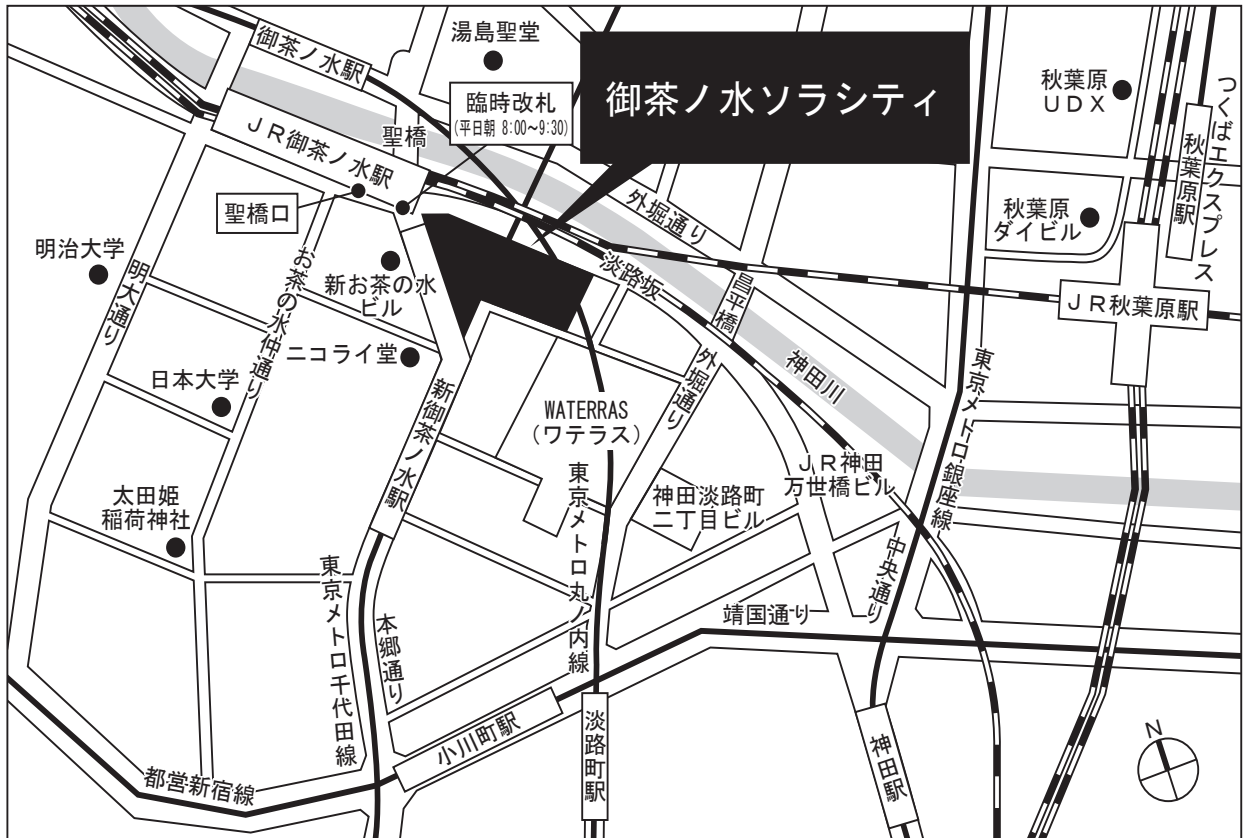 御茶ノ水駅
湯島聖堂
臨時改札
(平日朝 8:00~9:30)
御茶ノ水ソラシティ
秋葉原
UDX
つくばエクスプレス
秋葉原駅
聖橋
JR御茶ノ水駅
聖橋口
外堀通り
秋葉原
ダイビル
明治大学
明大通り
お茶の水仲通り
新お茶の水
ビル
淡路坂
昌平橋
JR秋葉原駅
ニコライ堂
日本大学
新御茶ノ水駅
WATERRAS
(ワテラス)
外堀通り
神田川
東京メトロ銀座線
太田姫
稲荷神社
東京メトロ丸ノ内線
神田淡路町
二丁目ビル
JR神田
万世橋ビル
中央通り
東京メトロ千代田線
本郷通り
靖国通り
小川町駅
淡路町駅
神田駅
都営新宿線
N